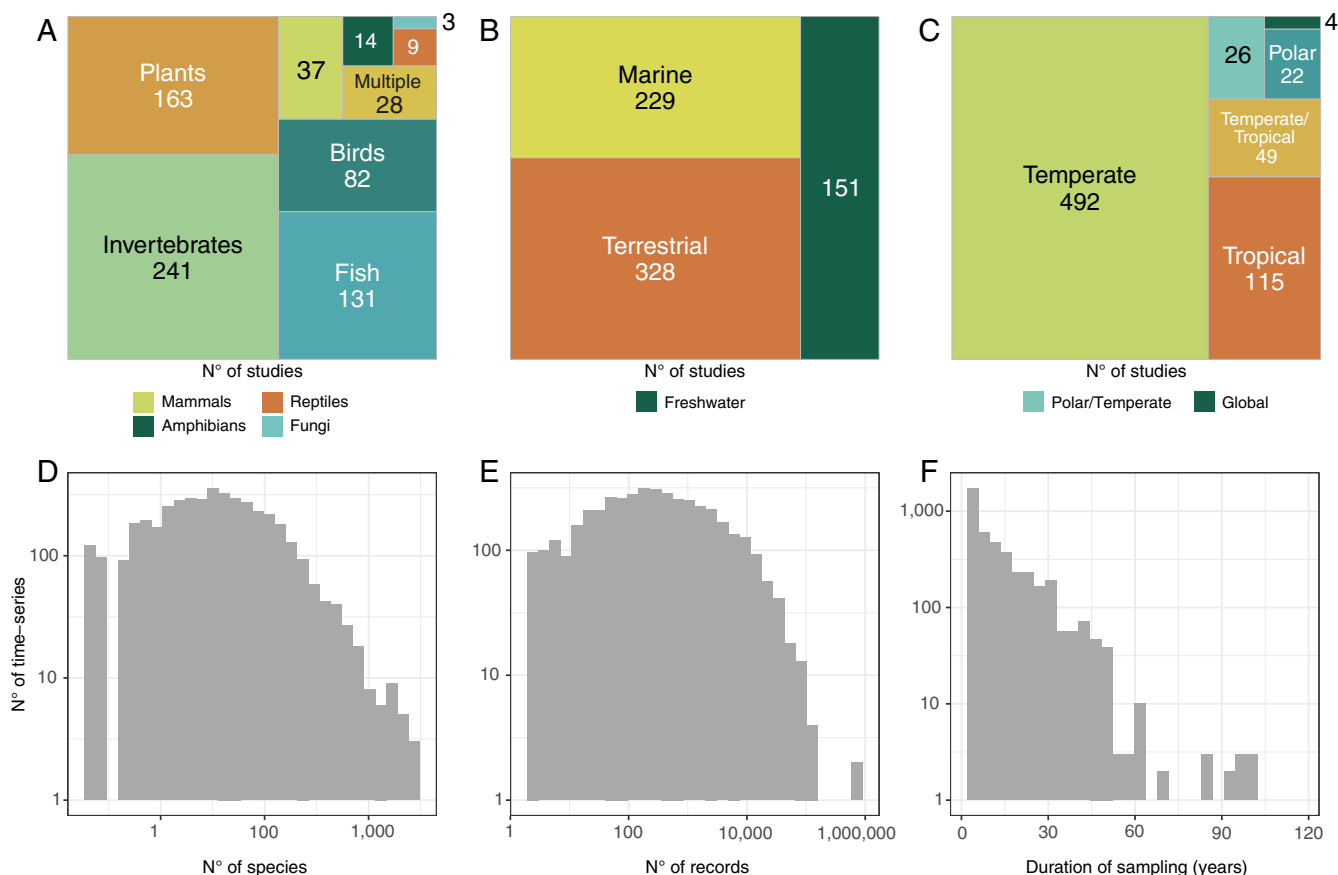 A
Plants
163
37
14
9
3
Multiple
28
Birds
82
Invertebrates
241
Fish
131
N° of studies
Mammals
Reptiles
Amphibians
Fungi
B
Marine
229
151
Terrestrial
328
N° of studies
Freshwater
C
4
26
Polar
22
Temperate/
Tropical
49
Temperate
492
Tropical
115
N° of studies
Polar/Temperate
Global
D
N° of time–series
100
10
1
1
100
1,000
N° of species
E
100
10
1
1
100
10,000
1,000,000
N° of records
F
1,000
100
10
1
0
30
60
90
120
Duration of sampling (years)